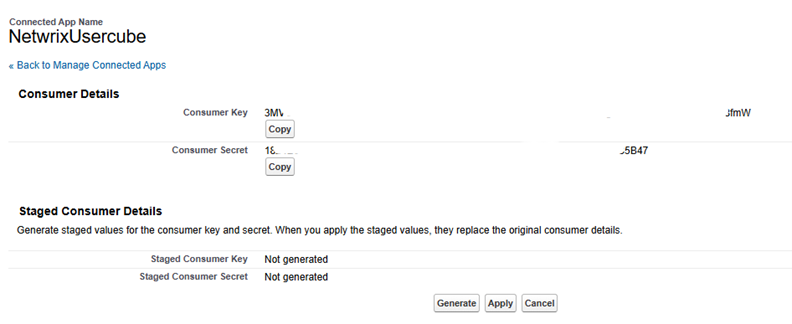 Connected App Name
NetwrixUsercube
« Back to Manage Connected Apps
Consumer Details
Consumer Key 3MV JfmW
Copy
Consumer Secret 18 5B47
Copy
Staged Consumer Details
Generate staged values for the consumer key and secret. When you apply the staged values, they replace the original consumer details.
Staged Consumer Key Not generated
Staged Consumer Secret Not generated
Generate Apply Cancel